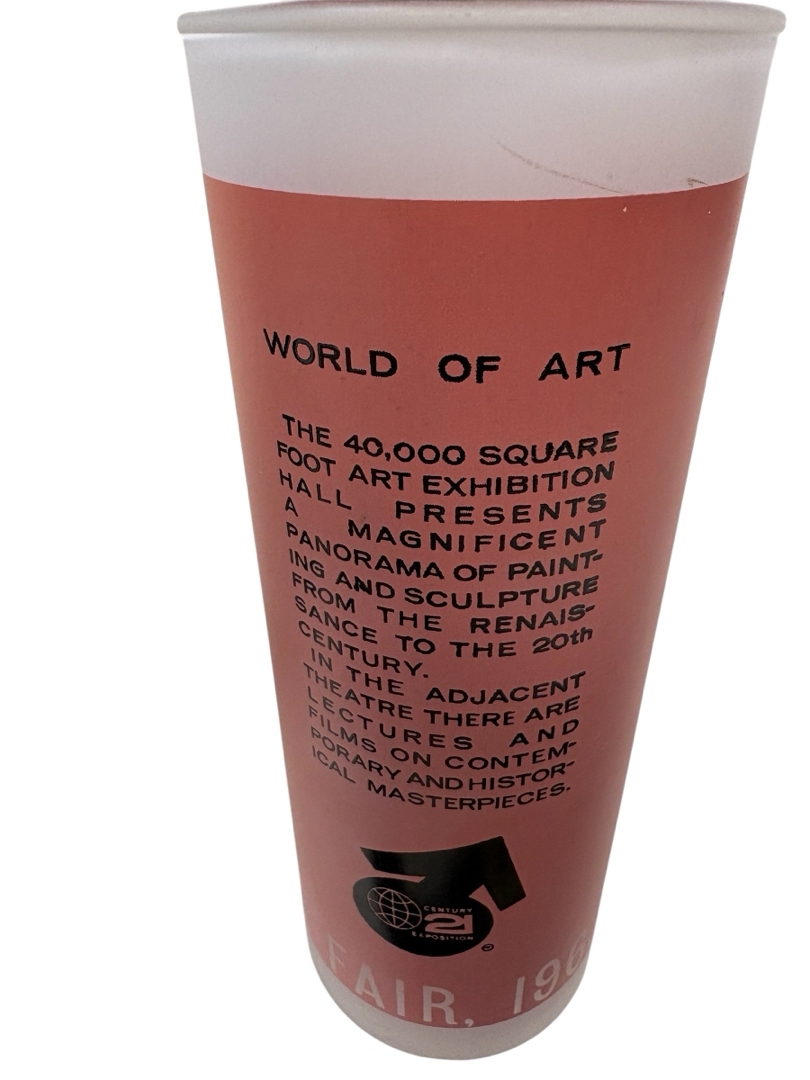 WORLD OF ART
THE 40,000 SQUARE
FOOT ART EXHIBITION
HALL PRESENTS
A MAGNIFICENT
PANORAMA OF PAINT-
ING AND SCULPTURE
FROM THE RENAIS-
SANCE TO THE 20th
CENTURY.
IN THE ADJACENT
THEATRE THERE ARE
LECTURES AND
FILMS ON CONTEM-
PORARY AND HISTOR-
ICAL MASTERPIECES.
CENTURY
21
EXPOSITION
FAIR, 196